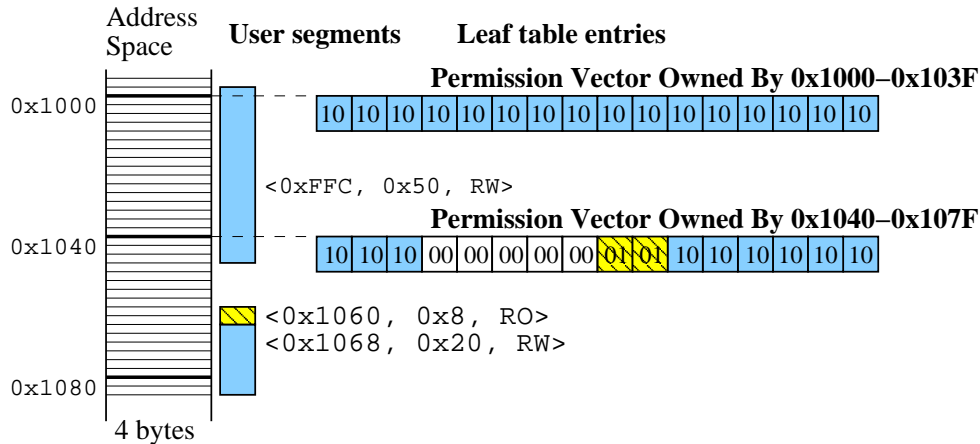 Address
Space
User segments
Leaf table entries
Permission Vector Owned By 0x1000–0x103F
0x1000
10 10 10 10 10 10 10 10 10 10 10 10 10 10 10 10
<0xFFC, 0x50, RW>
Permission Vector Owned By 0x1040–0x107F
0x1040
10 10 10 00 00 00 00 00 01 01 10 10 10 10 10 10
<0x1060, 0x8, RO>
<0x1068, 0x20, RW>
0x1080
4 bytes